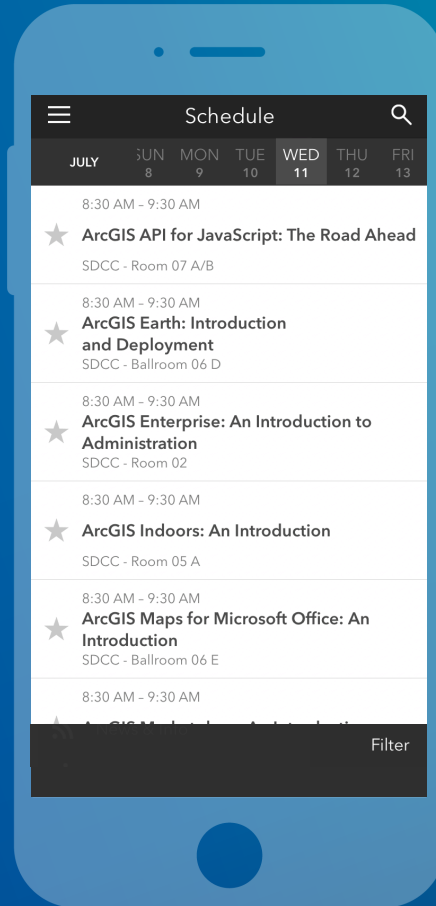 Schedule
JULY
SUN MON TUE WED THU FRI
8 9 10 11 12 13
8:30 AM – 9:30 AM
ArcGIS API for JavaScript: The Road Ahead
SDCC - Room 07 A/B
8:30 AM – 9:30 AM
ArcGIS Earth: Introduction
and Deployment
SDCC - Ballroom 06 D
8:30 AM – 9:30 AM
ArcGIS Enterprise: An Introduction to
Administration
SDCC - Room 02
8:30 AM – 9:30 AM
ArcGIS Indoors: An Introduction
SDCC - Room 05 A
8:30 AM – 9:30 AM
ArcGIS Maps for Microsoft Office: An
Introduction
SDCC - Ballroom 06 E
8:30 AM – 9:30 AM
Filter